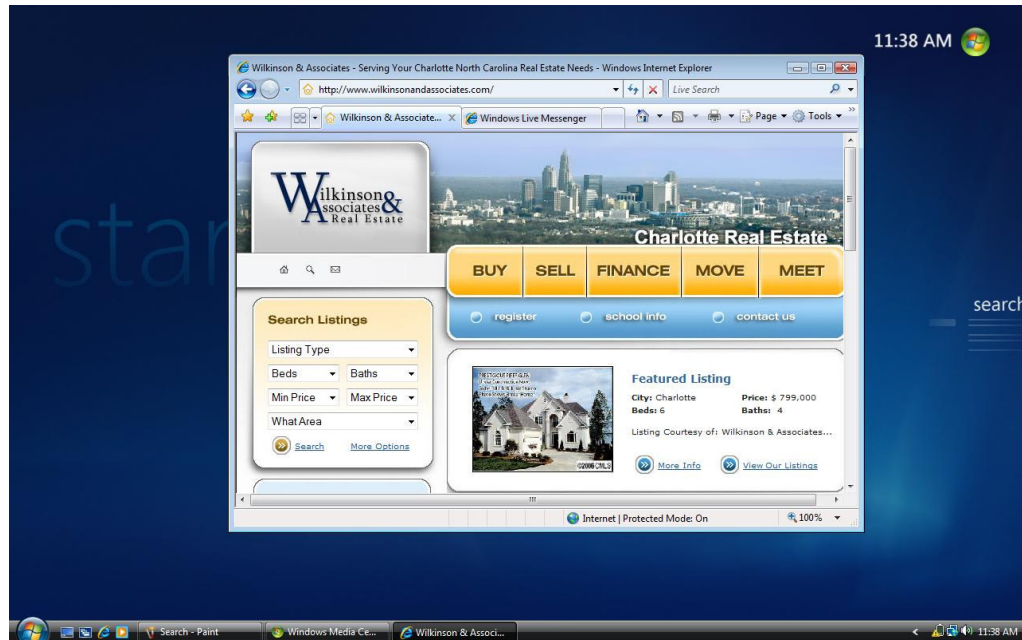 11:38 AM
Wilkinson & Associates - Serving Your Charlotte North Carolina Real Estate Needs - Windows Internet Explorer
http://www.wilkinsonandassociates.com/
Live Search
Wilkinson & Associate...
Windows Live Messenger
Page
Tools
start
search
Wilkinson &
Associates
Real Estate
Charlotte Real Estate
BUY SELL FINANCE MOVE MEET
register school info contact us
Search Listings
Listing Type
Beds Baths
Min Price Max Price
What Area
Search More Options
Featured Listing
City: Charlotte Price: $ 799,000
Beds: 6 Baths: 4
Listing Courtesy of: Wilkinson & Associates...
More Info View Our Listings
©2006 CMLS
Internet | Protected Mode: On
100%
Search - Paint
Windows Media Ce...
Wilkinson & Associ...
11:38 AM